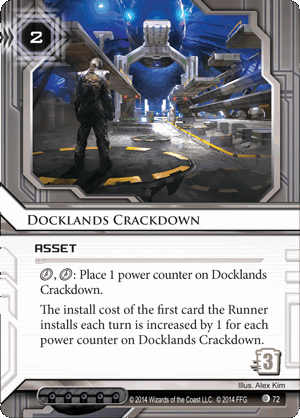 2
DOCKLANDS CRACKDOWN
ASSET
, : Place 1 power counter on Docklands
Crackdown.
The install cost of the first card the Runner
installs each turn is increased by 1 for each
power counter on Docklands Crackdown.
3
Illus. Alex Kim
© 2014 Wizards of the Coast LLC. © 2014 FFG 72